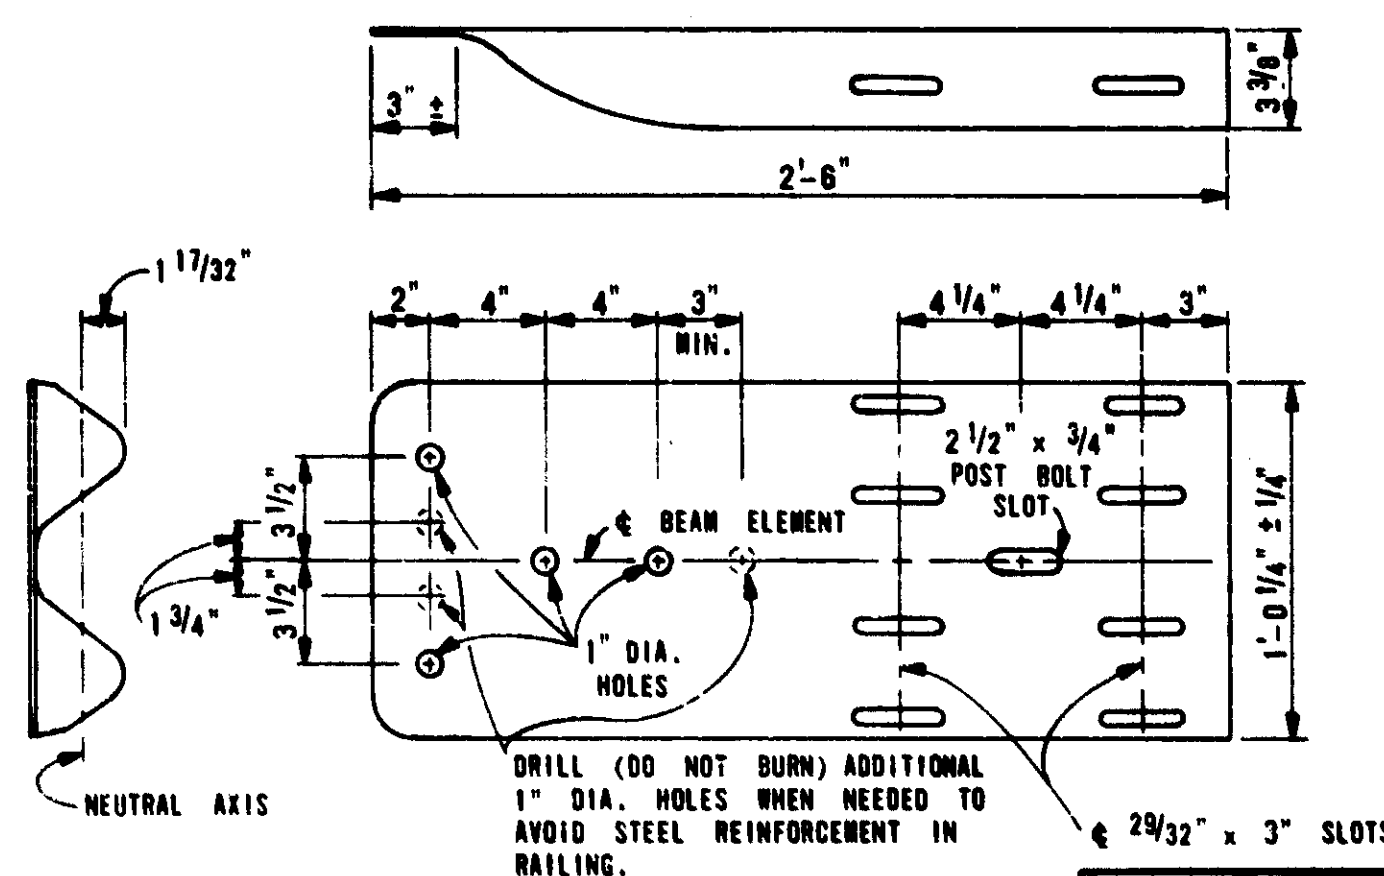 3" ±
3 3/8"
2'-6"
1 17/32"
2"
4"
4"
3"
MIN.
4 1/4"
4 1/4"
3"
2 1/2" x 3/4"
POST BOLT
SLOT
3 1/2"
℄ BEAM ELEMENT
1 3/4"
3 1/2"
1'-0 1/4" ± 1/4"
1" DIA.
HOLES
NEUTRAL AXIS
DRILL (DO NOT BURN) ADDITIONAL
1" DIA. HOLES WHEN NEEDED TO
AVOID STEEL REINFORCEMENT IN
RAILING.
℄ 29/32" x 3" SLOTS